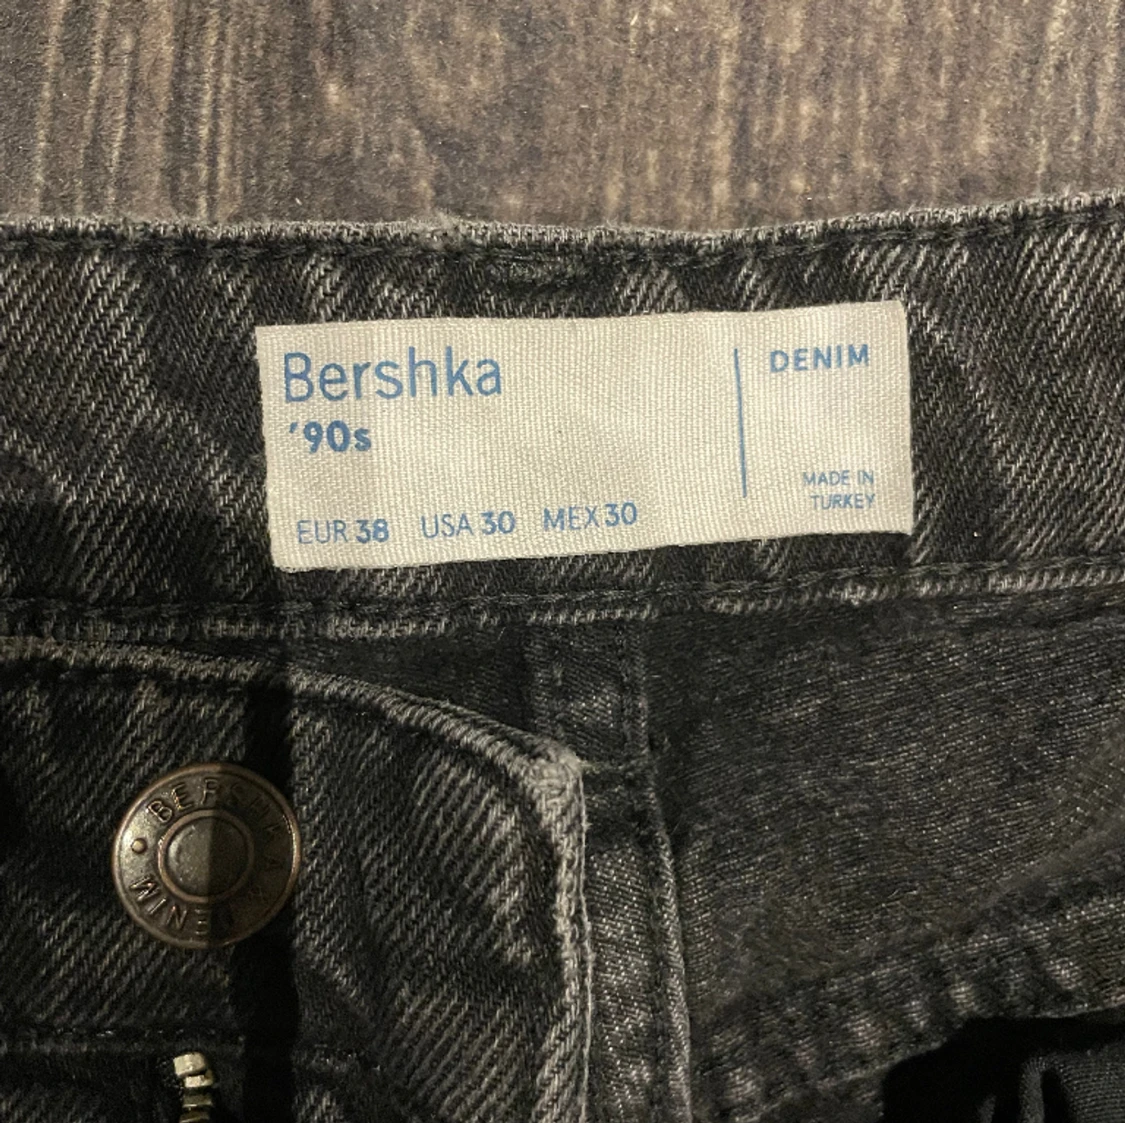 Bershka
'90s
EUR 38 USA 30 MEX 30
DENIM
MADE IN
TURKEY
BERSHKA
DENIM